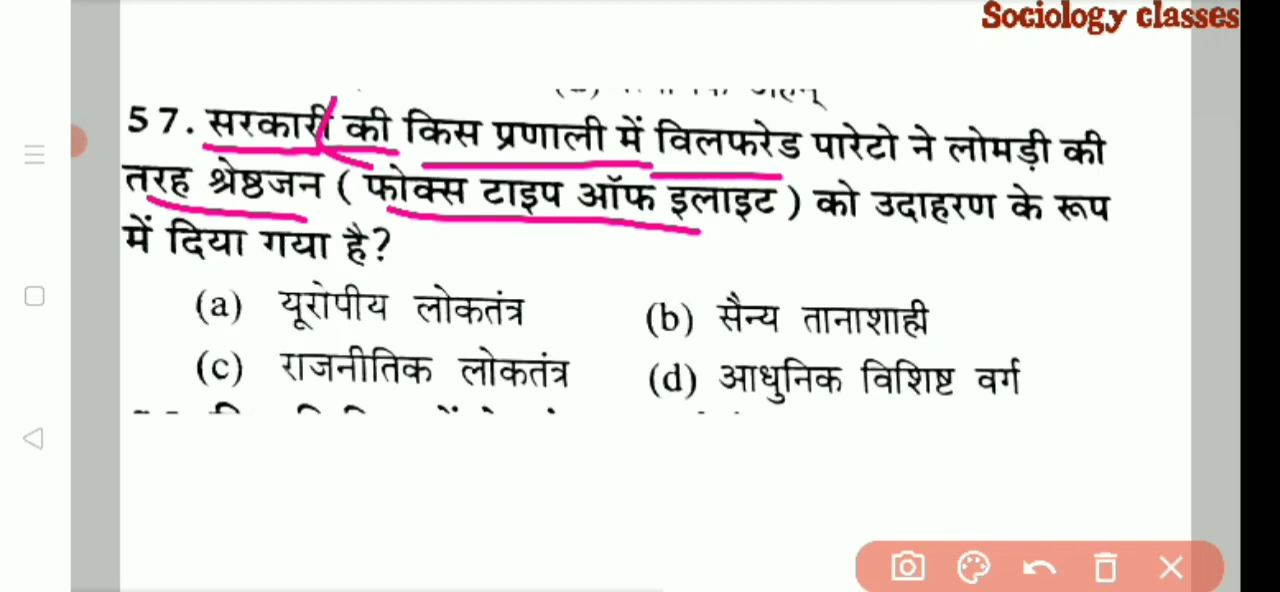 Sociology classes
57. सरकारी की किस प्रणाली में विलफरेड पारेटो ने लोमड़ी की
तरह श्रेष्ठजन ( फोक्स टाइप ऑफ इलाइट ) को उदाहरण के रूप
में दिया गया है?
(a) यूरोपीय लोकतंत्र (b) सैन्य तानाशाही
(c) राजनीतिक लोकतंत्र (d) आधुनिक विशिष्ट वर्ग